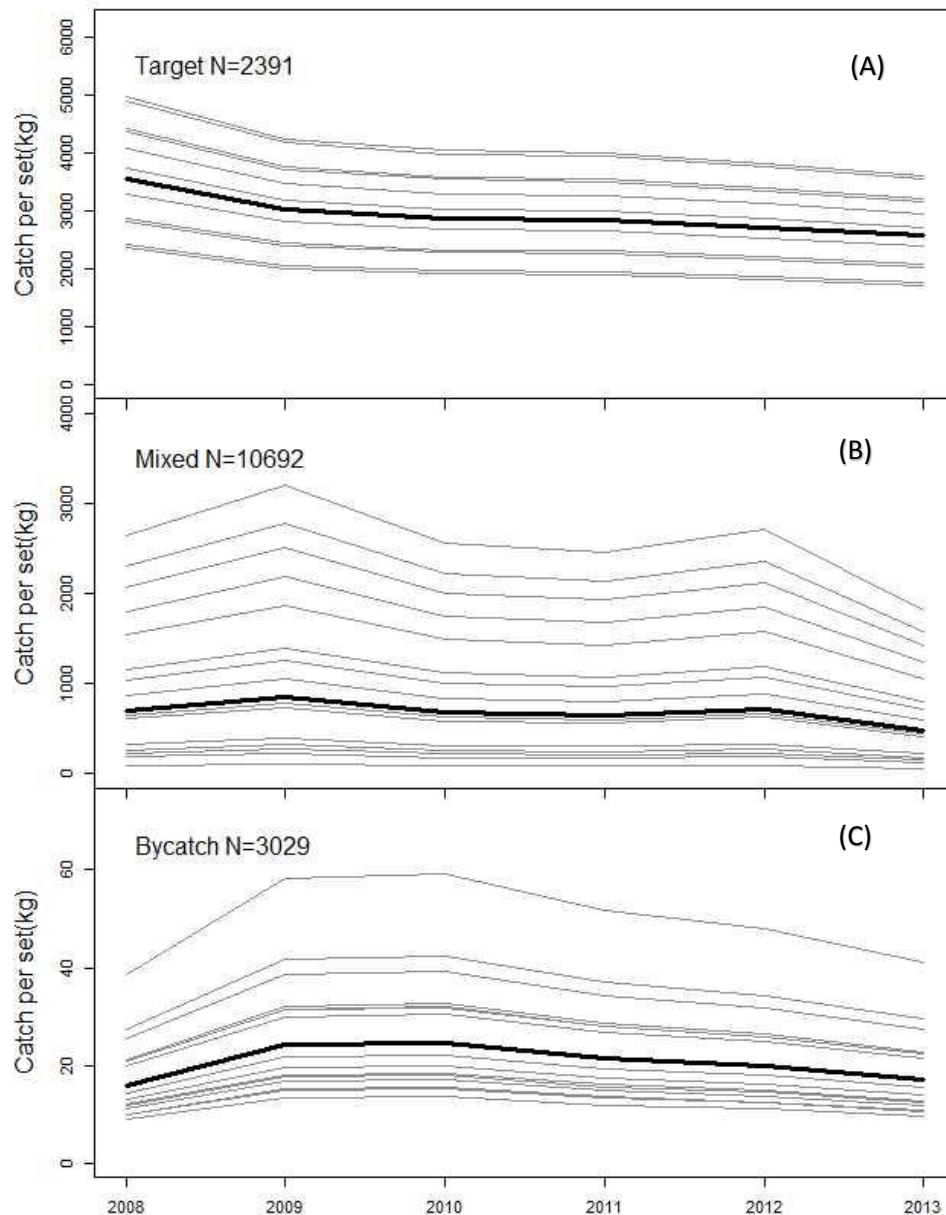 (A)
Target N=2391
Catch per set(kg)
6000
5000
4000
3000
2000
1000
0
(B)
Mixed N=10692
Catch per set(kg)
4000
3000
2000
1000
0
(C)
Bycatch N=3029
Catch per set(kg)
60
40
20
0
2008 2009 2010 2011 2012 2013